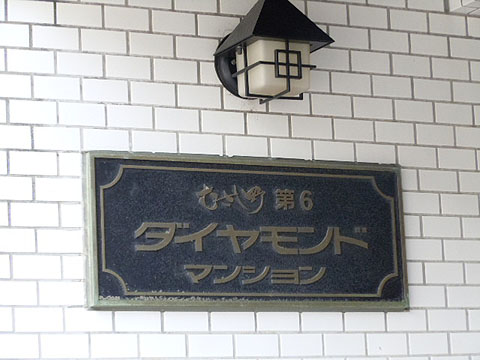 むさし野 第6
ダイヤモンド
マンション